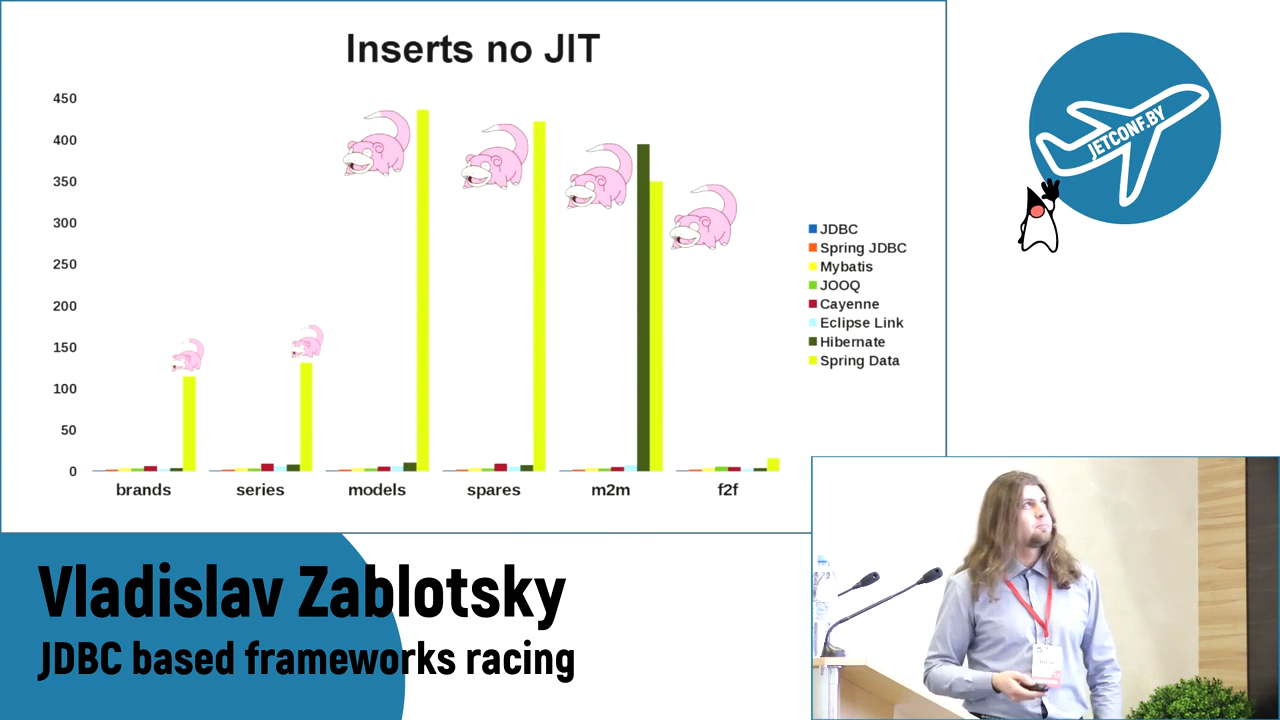 Inserts no JIT
450
400
350
300
250
200
150
100
50
0
brands
series
models
spares
m2m
f2f
JDBC
Spring JDBC
Mybatis
JOOQ
Cayenne
Eclipse Link
Hibernate
Spring Data
JETCONF.BY
Vladislav Zablotsky
JDBC based frameworks racing